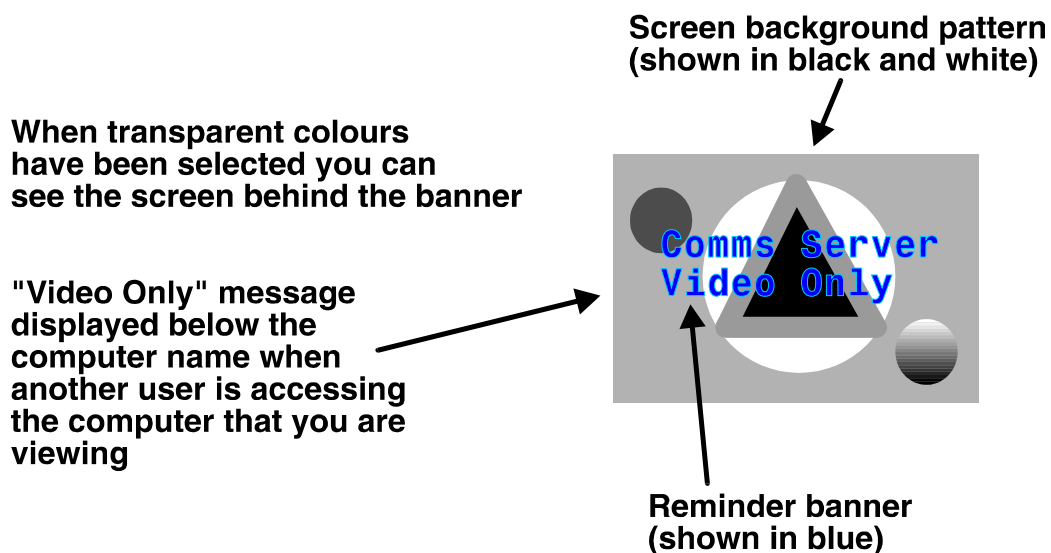 Screen background pattern
(shown in black and white)
When transparent colours
have been selected you can
see the screen behind the banner
Comms Server
Video Only
"Video Only" message
displayed below the
computer name when
another user is accessing
the computer that you are
viewing
Reminder banner
(shown in blue)